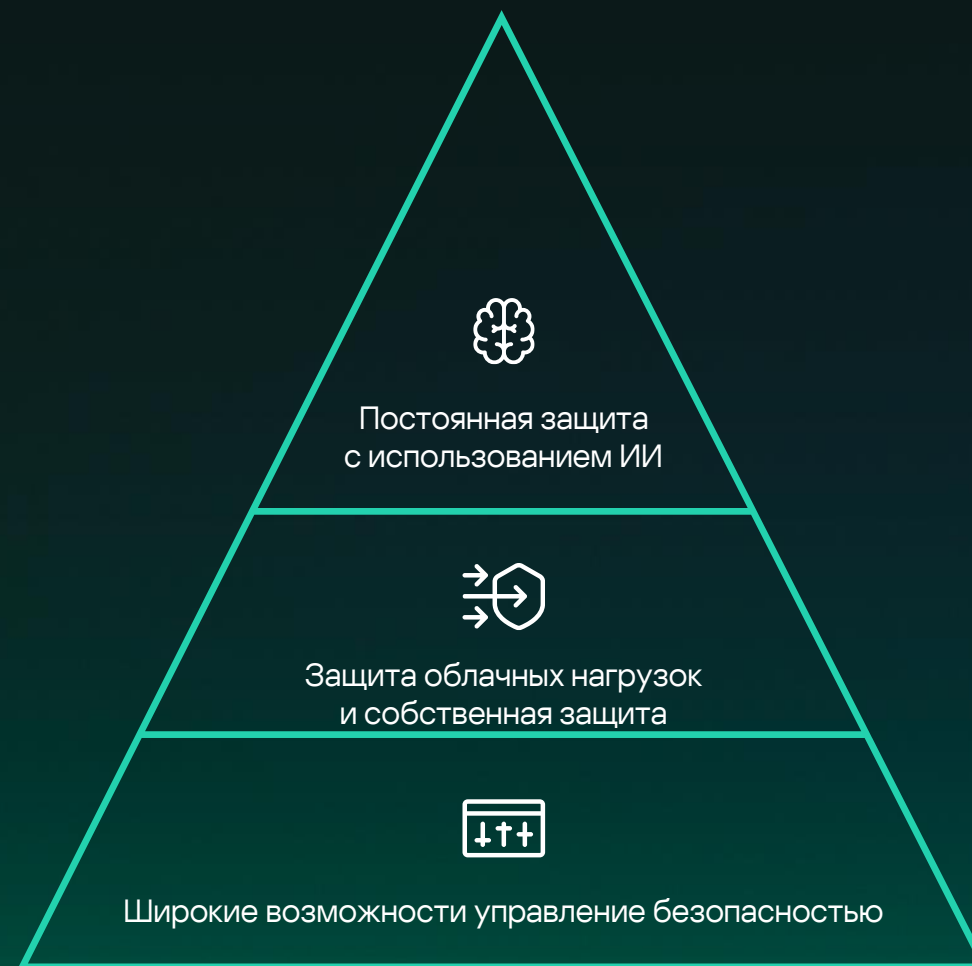 Постоянная защита
с использованием ИИ
Защита облачных нагрузок
и собственная защита
Широкие возможности управление безопасностью